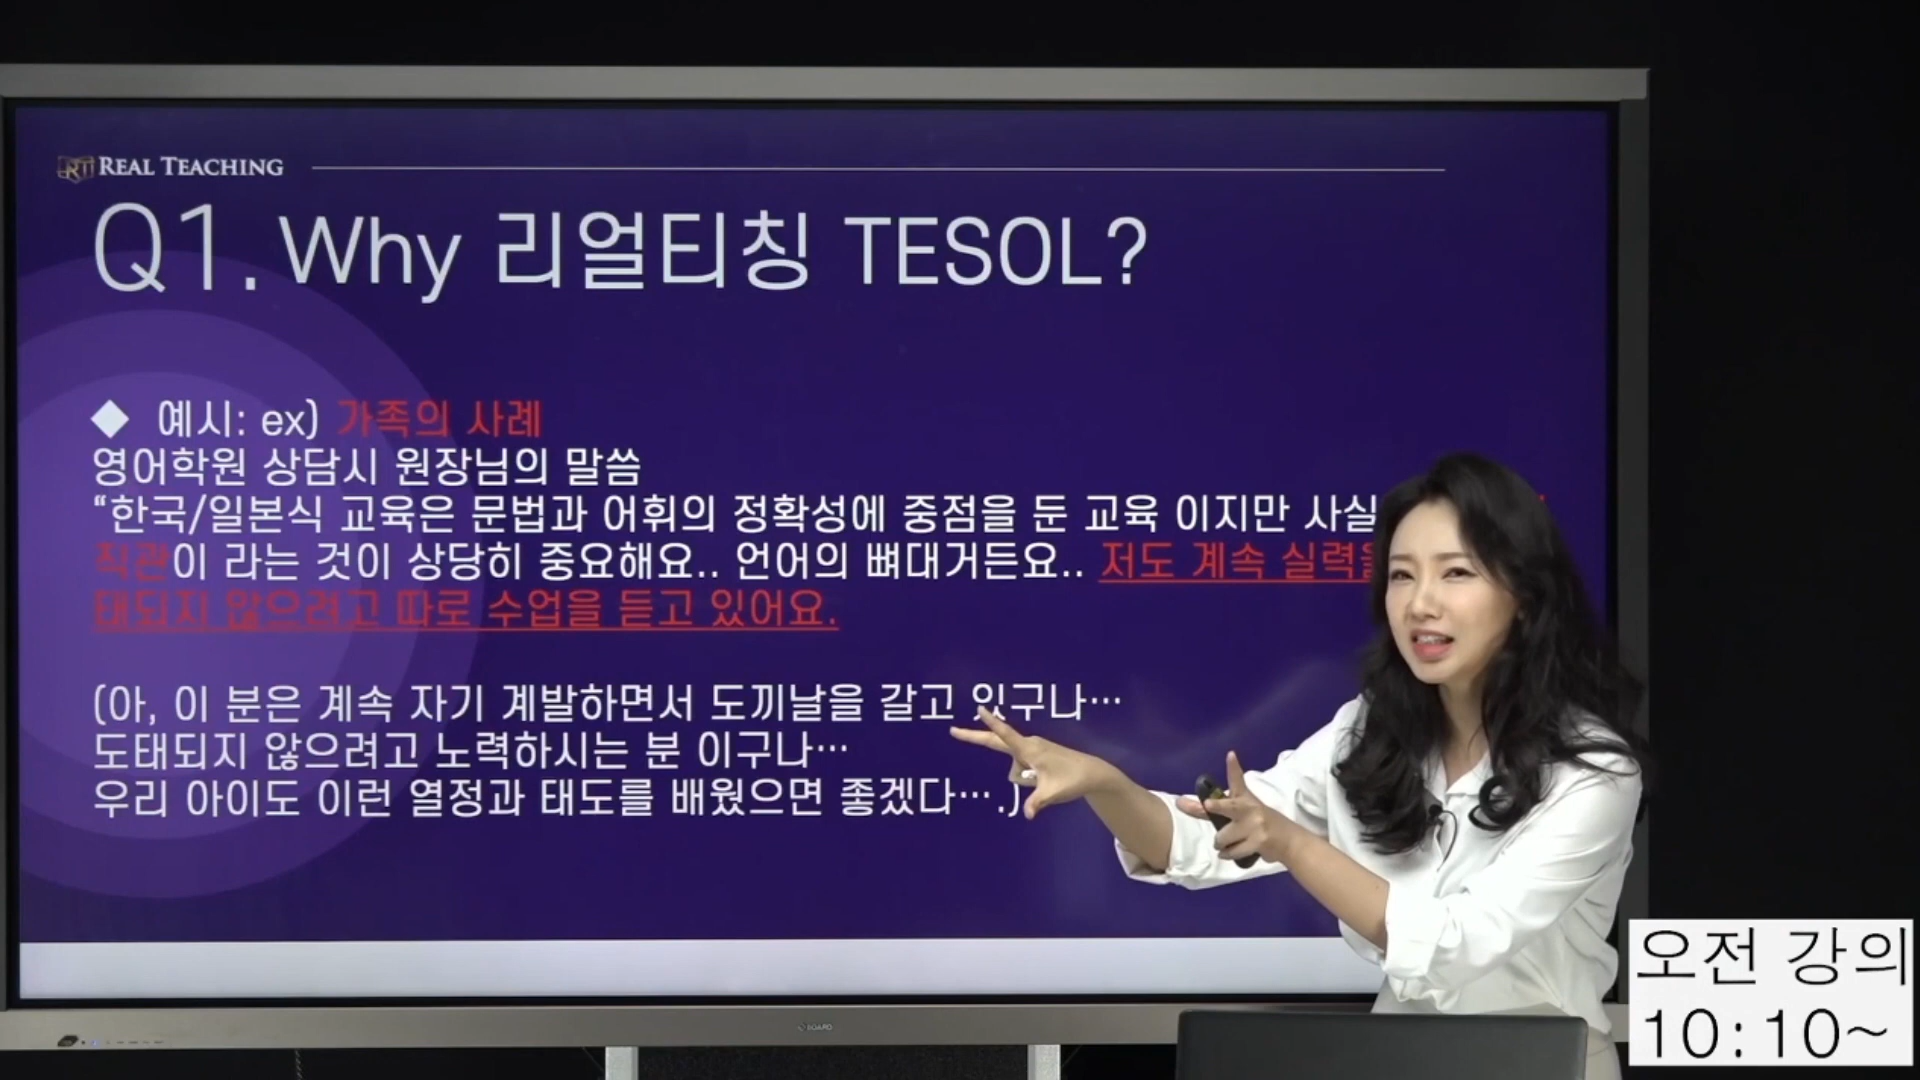 REAL TEACHING
Q1. Why 리얼티칭 TESOL?
◆ 예시: ex) 가족의 사례
영어학원 상담시 원장님의 말씀
“한국/일본식 교육은 문법과 어휘의 정확성에 중점을 둔 교육 이지만 사실
직관이 라는 것이 상당히 중요해요.. 언어의 뼈대거든요.. 저도 계속 실력을
태되지 않으려고 따로 수업을 듣고 있어요.
(아, 이 분은 계속 자기 계발하면서 도끼날을 갈고 있구나…
도태되지 않으려고 노력하시는 분 이구나…
우리 아이도 이런 열정과 태도를 배웠으면 좋겠다….)
오전 강의
10:10~